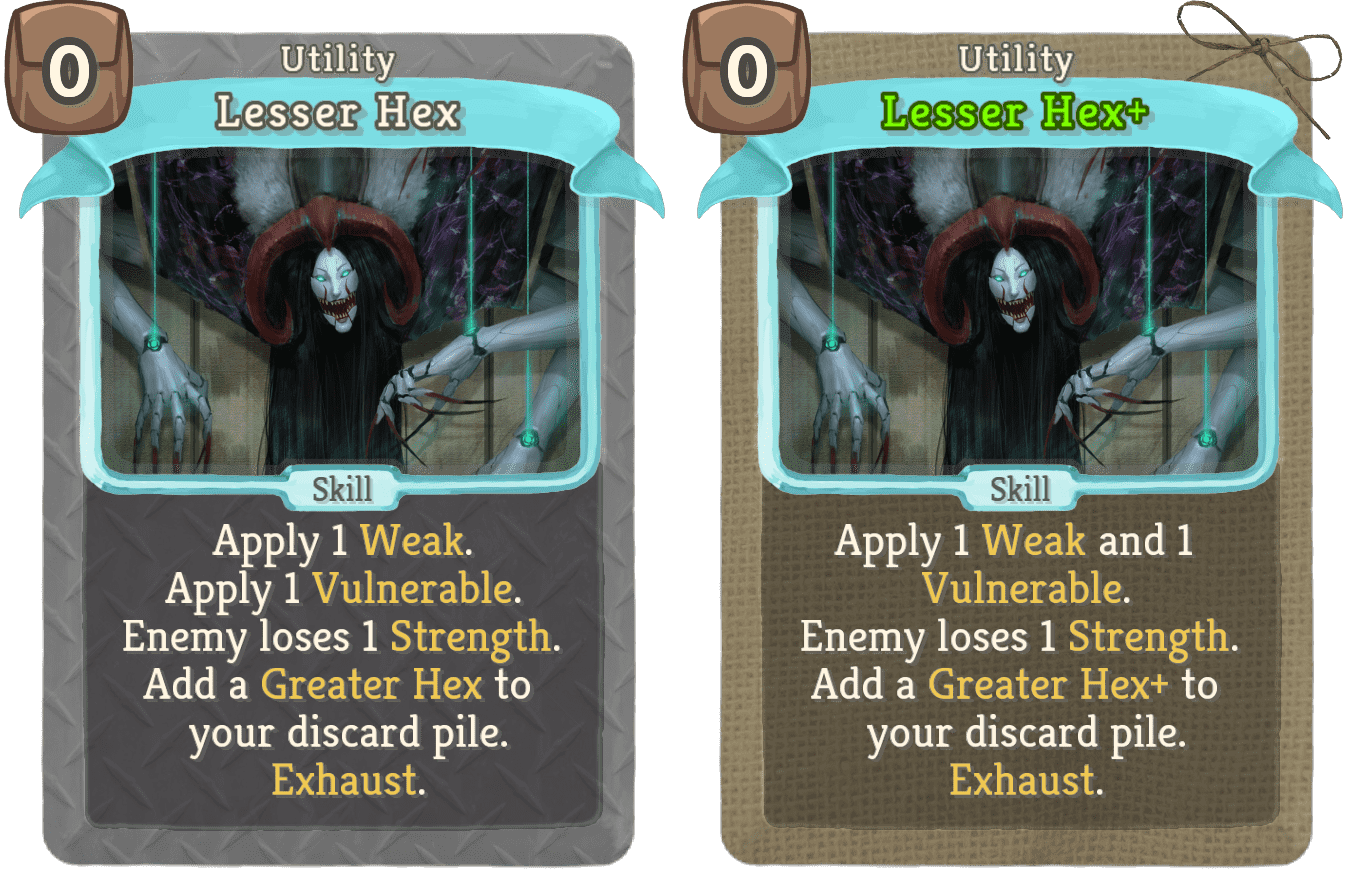 0
Utility
Lesser Hex
Skill
Apply 1 Weak.
Apply 1 Vulnerable.
Enemy loses 1 Strength.
Add a Greater Hex to
your discard pile.
Exhaust.
0
Utility
Lesser Hex+
Skill
Apply 1 Weak and 1
Vulnerable.
Enemy loses 1 Strength.
Add a Greater Hex+ to
your discard pile.
Exhaust.